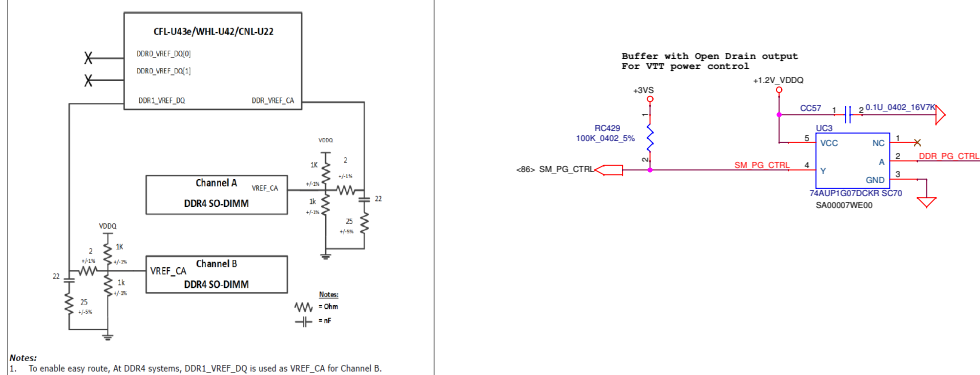 CFL-U43e/WHL-U42/CNL-U22
DDR0_VREF_DQ[0]
DDR0_VREF_DQ[1]
DDR1_VREF_DQ
DDR_VREF_CA
VDDQ
1K
+/-1%
2
+/-1%
Channel A
VREF_CA
DDR4 SO-DIMM
1k
+/-1%
22
25
+/-5%
VDDQ
2
+/-1%
1K
+/-1%
Channel B
VREF_CA
DDR4 SO-DIMM
22
1k
+/-1%
25
+/-5%
Notes:
= Ohm
= nF
Notes:
1. To enable easy route, At DDR4 systems, DDR1_VREF_DQ is used as VREF_CA for Channel B.
Buffer with Open Drain output
For VTT power control
+3VS
+1.2V_VDDQ
CC57
1
2
0.1U_0402_16V7K
1
RC429
100K_0402_5%
2
UC3
5
VCC
NC
1
A
2
DDR_PG_CTRL
<86> SM_PG_CTRL
SM_PG_CTRL
4
Y
GND
3
74AUP1G07DCKR SC70
SA00007WE00